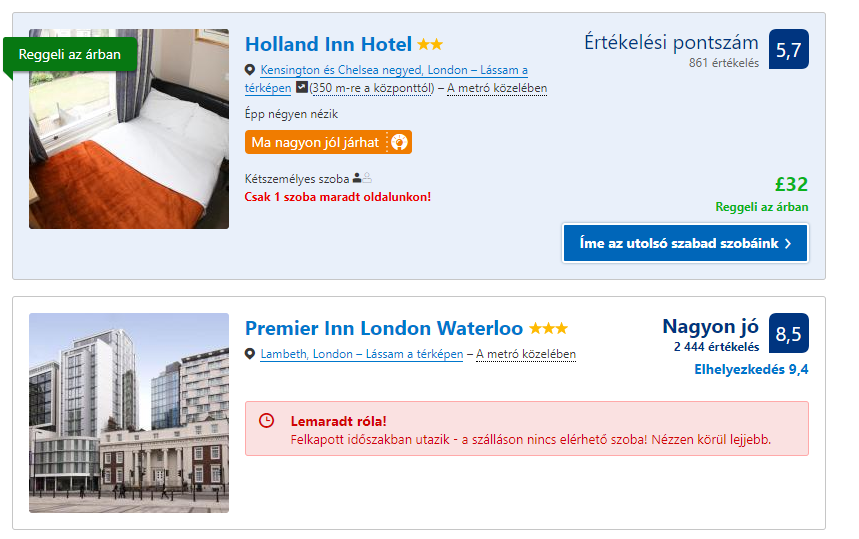 Reggeli az árban
Holland Inn Hotel
Értékelési pontszám
5,7
861 értékelés
Kensington és Chelsea negyed, London – Lássam a
térképen (350 m-re a központtól) – A metró közelében
Épp négyen nézik
Ma nagyon jól járhat
Kétszemélyes szoba
Csak 1 szoba maradt oldalunkon!
£32
Reggeli az árban
Íme az utolsó szabad szobáink
Premier Inn London Waterloo
Nagyon jó
8,5
2 444 értékelés
Lambeth, London – Lássam a térképen – A metró közelében
Elhelyezkedés 9,4
Lemaradt róla!
Felkapott időszakban utazik - a szálláson nincs elérhető szoba! Nézzen körül lejjebb.